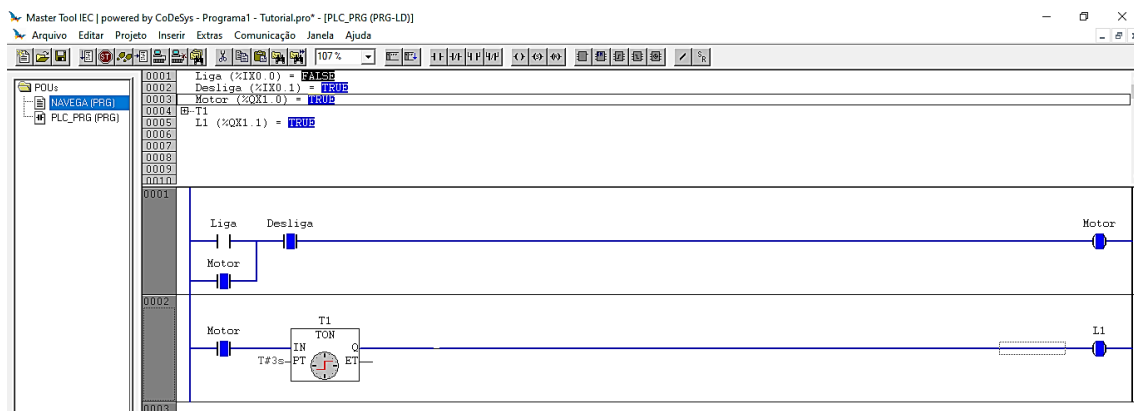 Master Tool IEC | powered by CoDeSys - Programa1 - Tutorial.pro* - [PLC_PRG (PRG-LD)]
Arquivo Editar Projeto Inserir Extras Comunicação Janela Ajuda
107 %
POUs
NAVEGA (PRG)
PLC_PRG (PRG)
0001 Liga (%IX0.0) = FALSE
0002 Desliga (%IX0.1) = TRUE
0003 Motor (%QX1.0) = TRUE
0004 T1
0005 L1 (%QX1.1) = TRUE
0006
0007
0008
0009
0010
0001
Liga Desliga Motor
Motor
0002
T1
Motor TON L1
IN Q
T#3s PT ET
0003